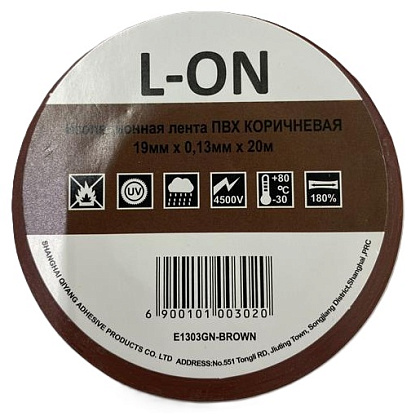 L-ON
Изоляционная лента ПВХ КОРИЧНЕВАЯ
19мм x 0,13мм x 20м
UV
4500V
+80
°C
-30
180%
6 900101 003020
E1303GN-BROWN
SHANGHAI QIYANG ADHESIVE PRODUCTS CO. LTD ADDRESS:No.551 Tongli RD, Jiuting Town, Songjiang District,Shanghai ,PRC